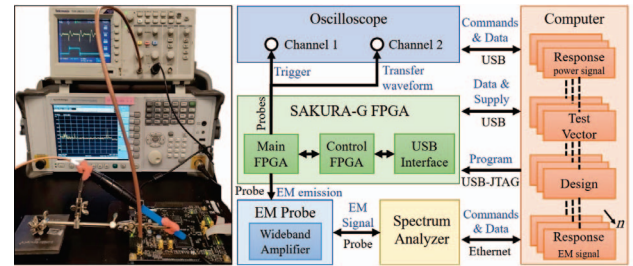 Oscilloscope
Channel 1
Channel 2
Trigger
Transfer
waveform
Probes
SAKURA-G FPGA
Main
FPGA
Control
FPGA
USB
Interface
Probe
EM emission
EM Probe
Wideband
Amplifier
EM
Signal
Probe
Spectrum
Analyzer
Commands
& Data
USB
Data &
Supply
USB
Program
USB-JTAG
Commands
& Data
Ethernet
Computer
Response
power signal
Test
Vector
Design
n
Response
EM signal